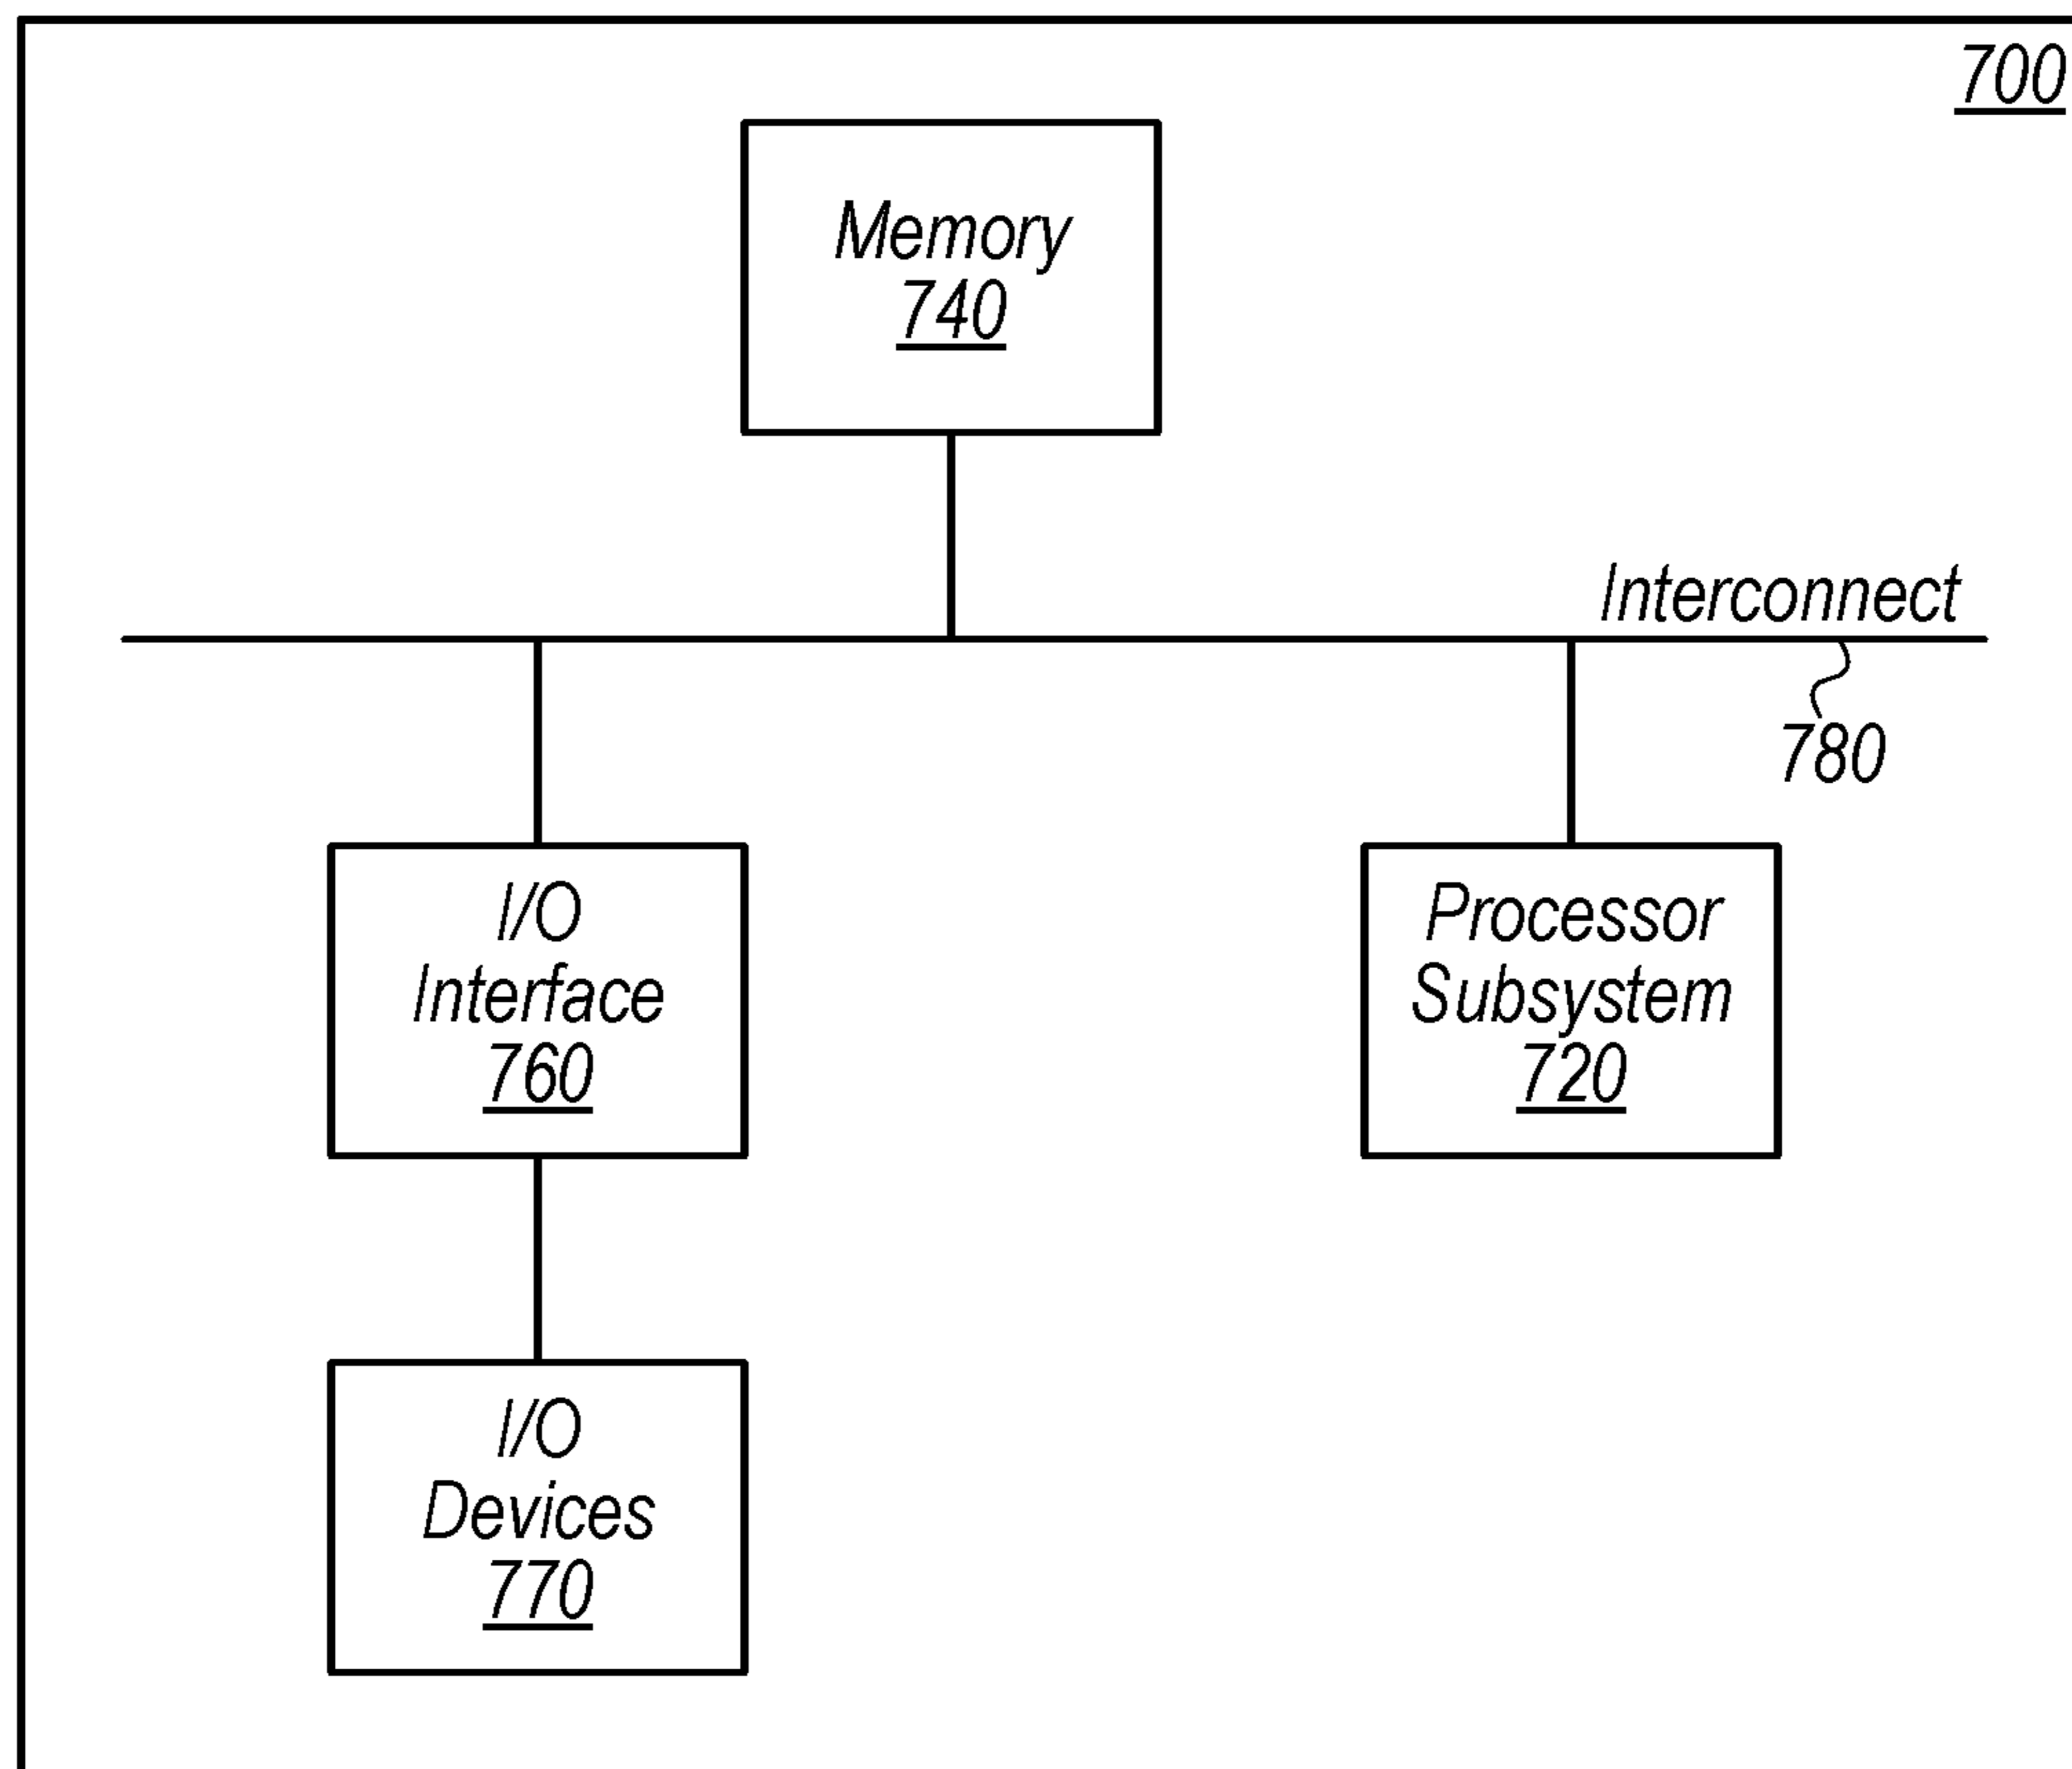 700
Memory
740
Interconnect
780
I/O
Interface
760
Processor
Subsystem
720
I/O
Devices
770